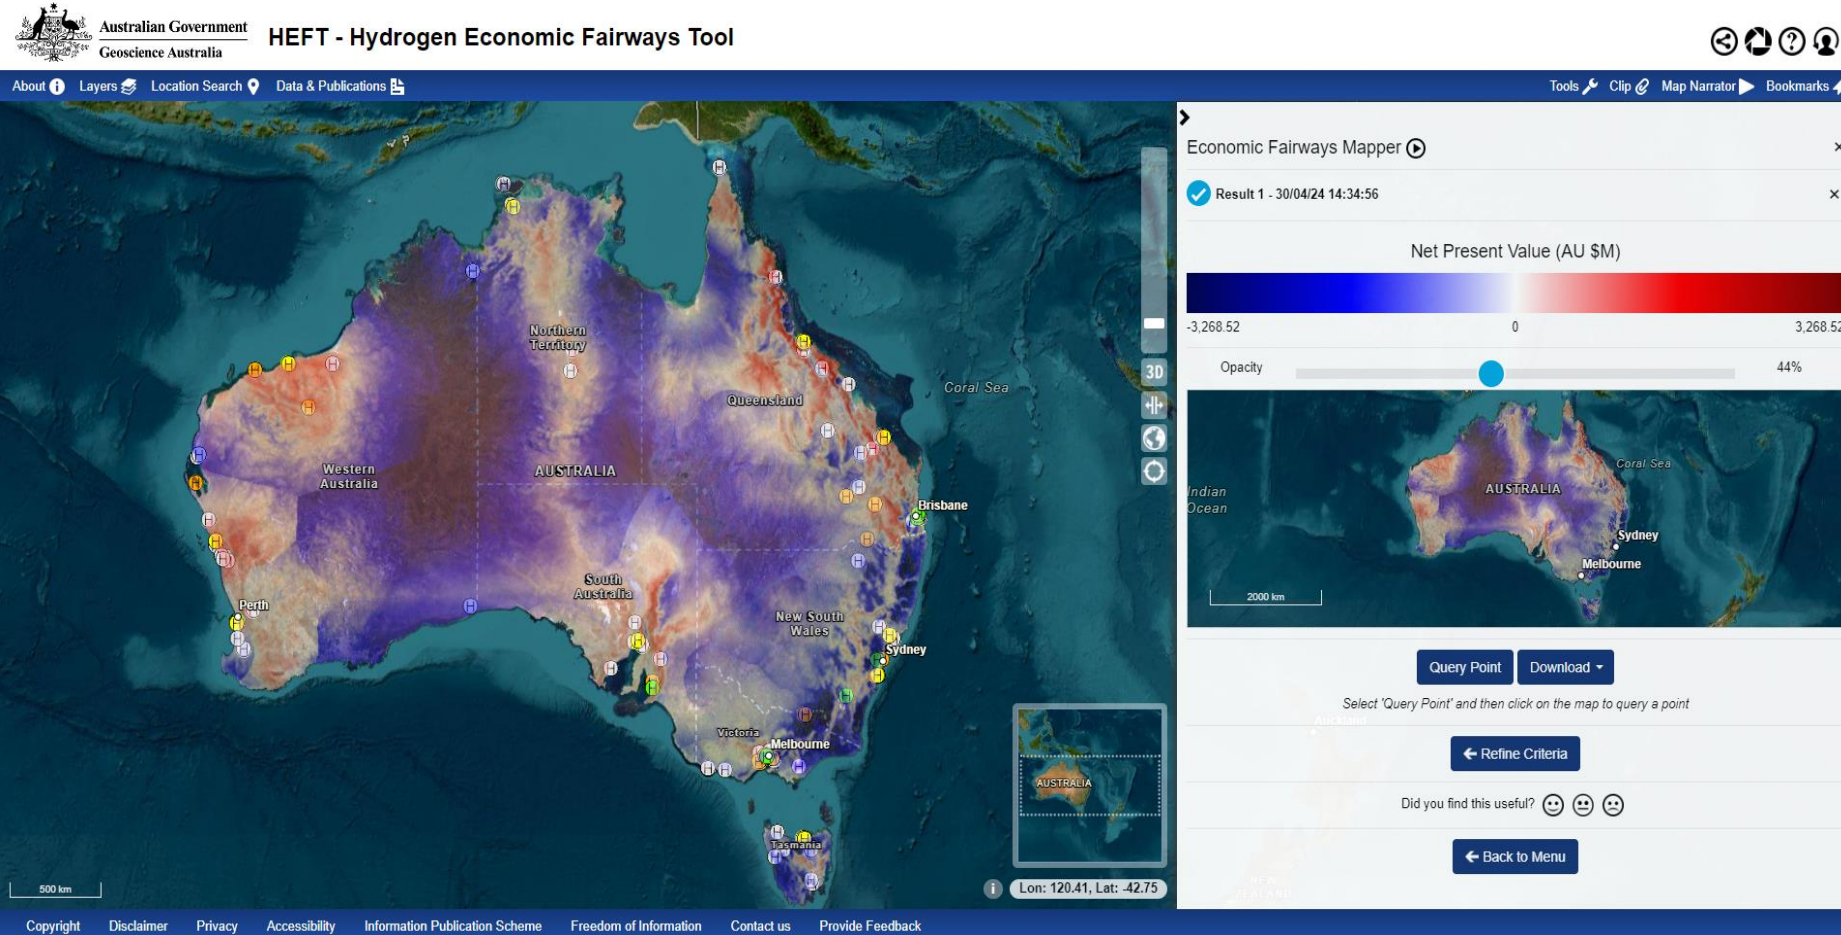 Australian Government
Geoscience Australia
HEFT - Hydrogen Economic Fairways Tool
About
Layers
Location Search
Data & Publications
Tools
Clip
Map Narrator
Bookmarks
Northern
Territory
Queensland
Coral Sea
Western
Australia
AUSTRALIA
Brisbane
South
Australia
Perth
New South
Wales
Sydney
Victoria
Melbourne
Tasmania
3D
AUSTRALIA
500 km
Lon: 120.41, Lat: -42.75
Economic Fairways Mapper
Result 1 - 30/04/24 14:34:56
Net Present Value (AU $M)
-3,268.52
0
3,268.52
Opacity
44%
Coral Sea
Indian
Ocean
AUSTRALIA
Sydney
Melbourne
2000 km
Query Point
Download
Select 'Query Point' and then click on the map to query a point
Auckland
Refine Criteria
Did you find this useful?
Back to Menu
NEW
ZEALAND
Copyright
Disclaimer
Privacy
Accessibility
Information Publication Scheme
Freedom of Information
Contact us
Provide Feedback